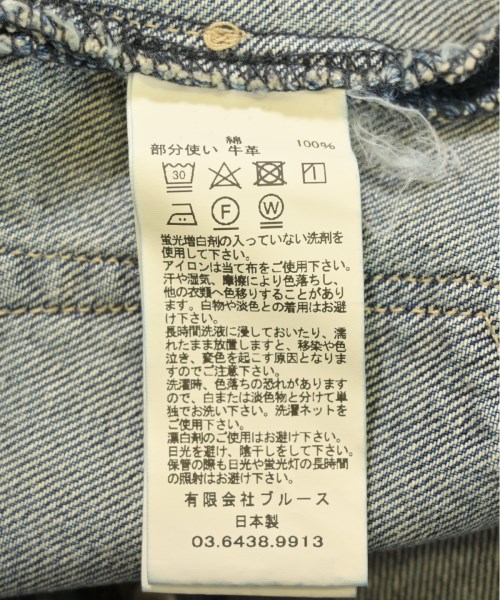 綿 100%
部分使い 牛革
30
F W
蛍光増白剤の入っていない洗剤を
使用して下さい。
アイロンは当て布をご使用下さい。
汗や湿気、摩擦により色落ちし、
他の衣類へ色移りすることがあり
ます。白物や淡色との着用はお避
け下さい。
長時間洗液に浸しておいたり、濡
れたまま放置しますと、移染や色
泣き、変色を起こす原因となりま
すのでご注意下さい。
洗濯時、色落ちの恐れがあります
ので、白または淡色物と分けて単
独でお洗い下さい。洗濯ネットを
ご使用下さい。
漂白剤のご使用はお避け下さい。
日光を避け、陰干しをして下さい。
保管の際も日光や蛍光灯の長時間
の照射はお避け下さい。
有限会社ブルース
日本製
03.6438.9913